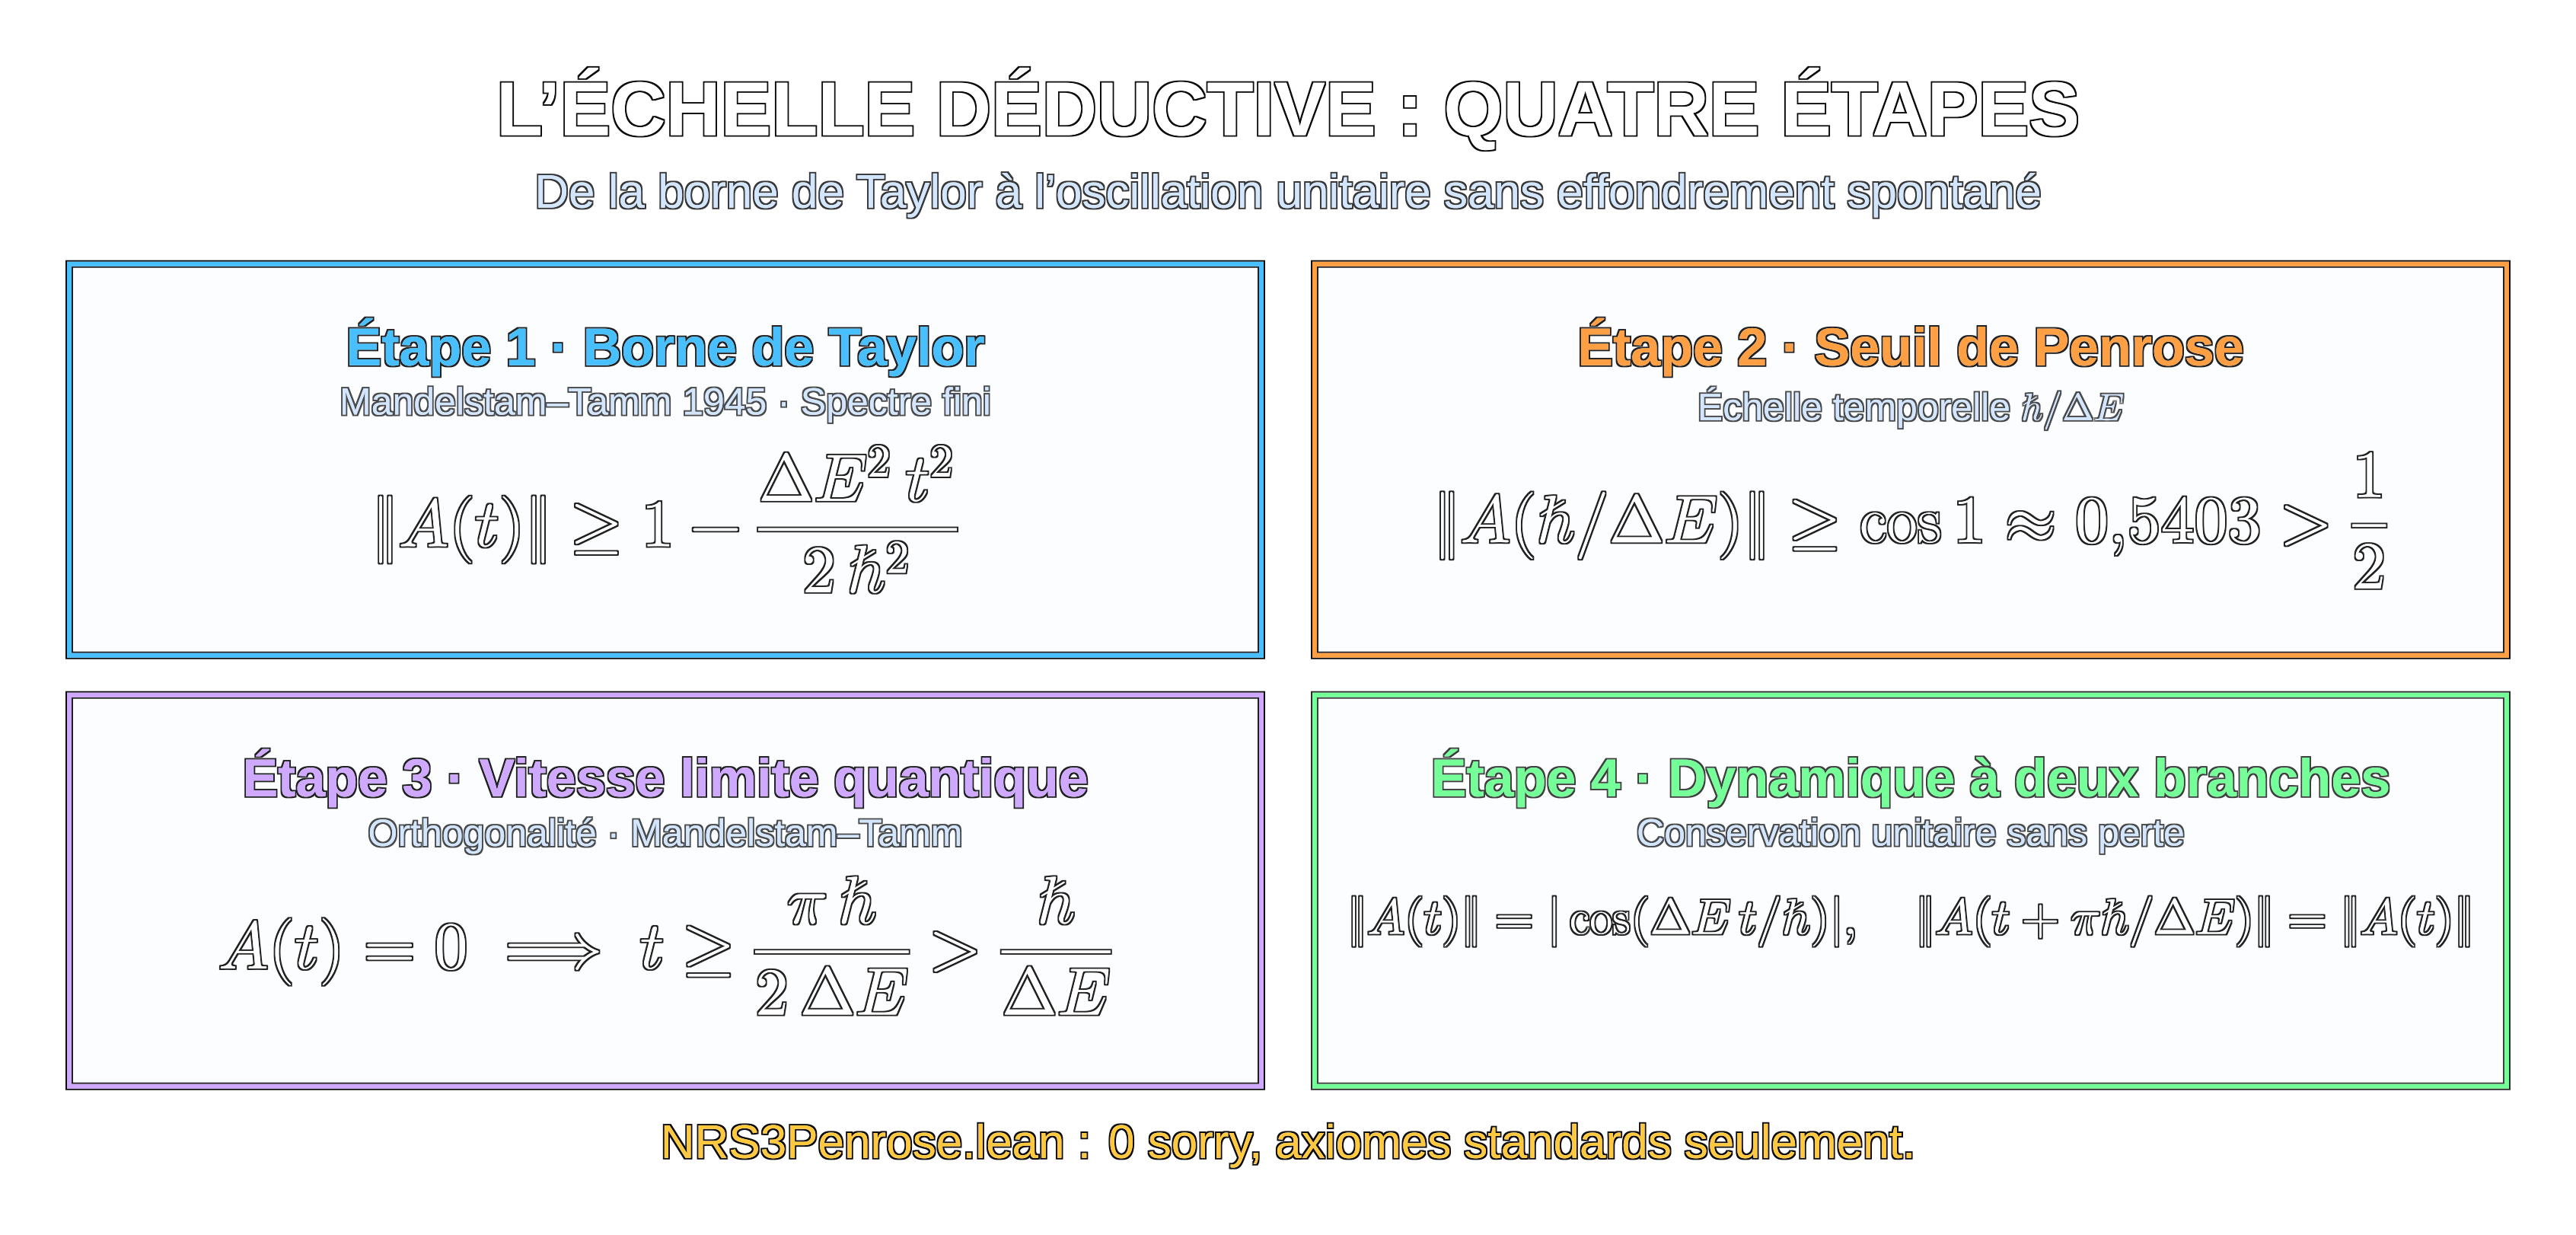 L’ÉCHELLE DÉDUCTIVE : QUATRE ÉTAPES
De la borne de Taylor à l’oscillation unitaire sans effondrement spontané
Étape 1 · Borne de Taylor
Mandelstam–Tamm 1945 · Spectre fini
‖A(t)‖ ≥ 1 − ΔE² t² / 2 ℏ²
Étape 2 · Seuil de Penrose
Échelle temporelle ℏ/ΔE
‖A(ℏ/ΔE)‖ ≥ cos 1 ≈ 0,5403 > 1/2
Étape 3 · Vitesse limite quantique
Orthogonalité · Mandelstam–Tamm
A(t) = 0 ⟹ t ≥ π ℏ / 2 ΔE > ℏ / ΔE
Étape 4 · Dynamique à deux branches
Conservation unitaire sans perte
‖A(t)‖ = | cos(ΔE t/ℏ)|, ‖A(t + πℏ/ΔE)‖ = ‖A(t)‖
NRS3Penrose.lean : 0 sorry, axiomes standards seulement.